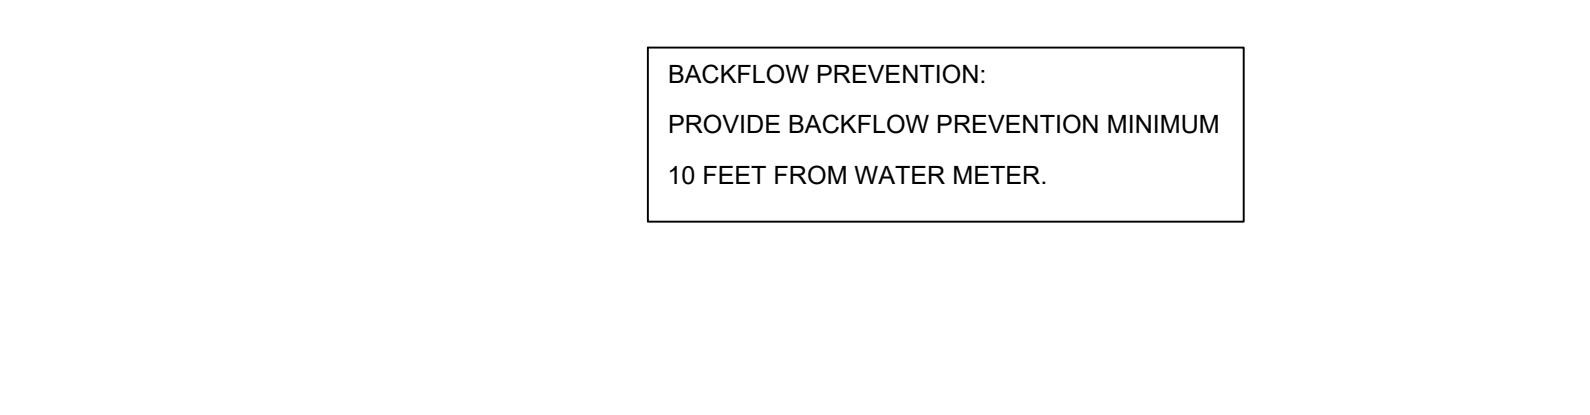 BACKFLOW PREVENTION:
PROVIDE BACKFLOW PREVENTION MINIMUM
10 FEET FROM WATER METER.